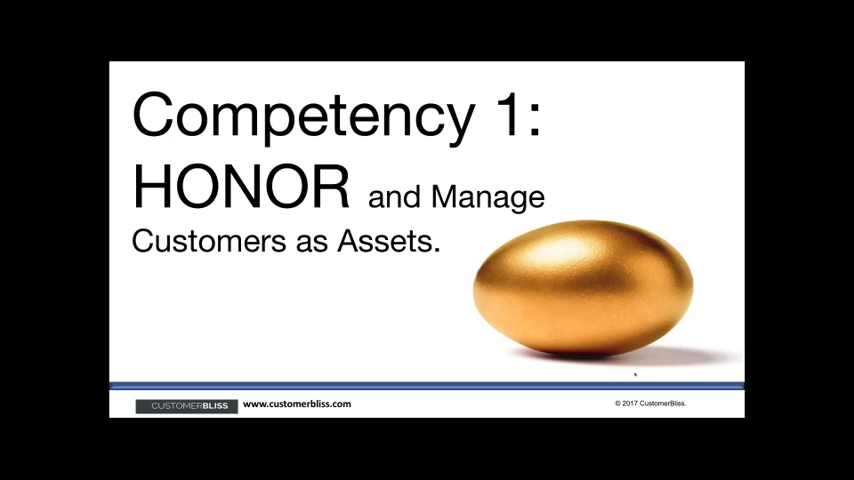 Competency 1:
HONOR and Manage
Customers as Assets.
CUSTOMERBLISS www.customerbliss.com
© 2017 CustomerBliss.